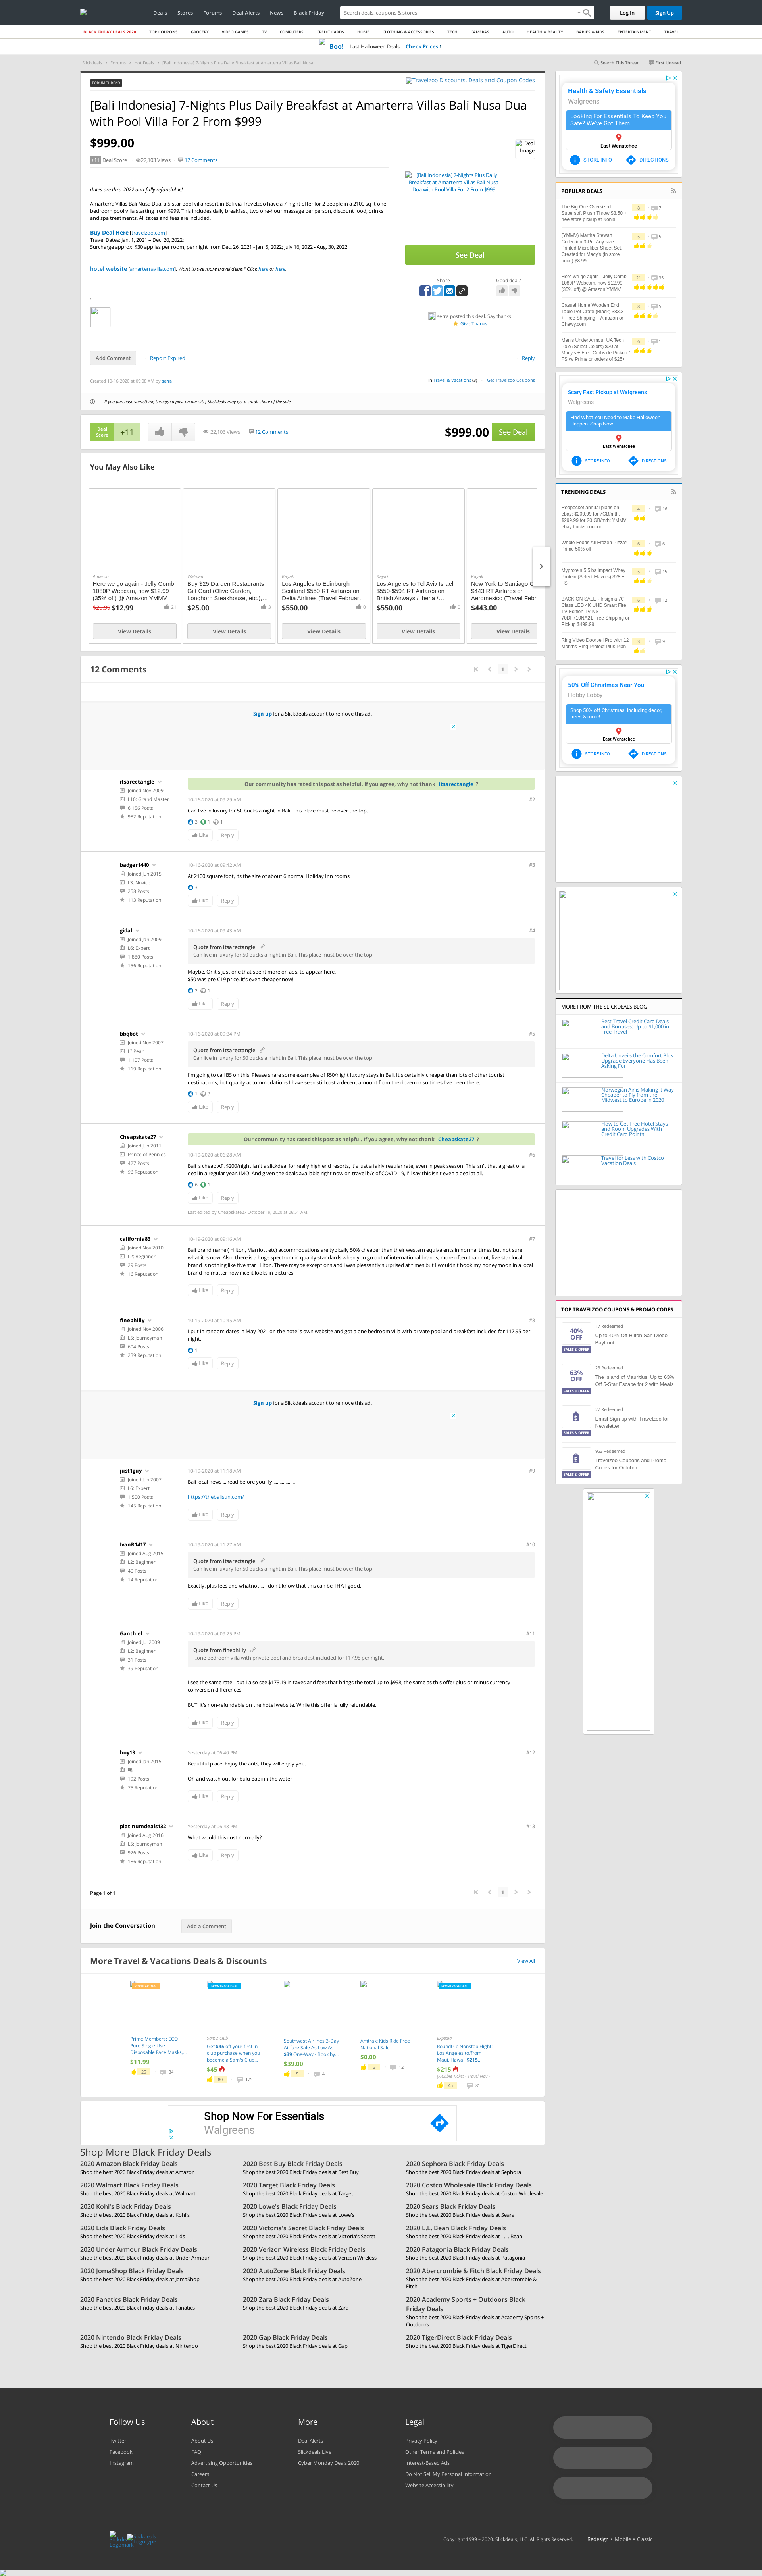 Deals Stores Forums Deal Alerts News Black Friday
Search deals, coupons & stores
Log In
Sign Up
BLACK FRIDAY DEALS 2020 TOP COUPONS GROCERY VIDEO GAMES TV COMPUTERS CREDIT CARDS HOME CLOTHING & ACCESSORIES TECH CAMERAS AUTO HEALTH & BEAUTY BABIES & KIDS ENTERTAINMENT TRAVEL
Boo! Last Halloween Deals Check Prices ›
Slickdeals › Forums › Hot Deals › [Bali Indonesia] 7-Nights Plus Daily Breakfast at Amarterra Villas Bali Nusa...
Search This Thread
First Unread
FORUM THREAD
Travelzoo Discounts, Deals and Coupon Codes
[Bali Indonesia] 7-Nights Plus Daily Breakfast at Amarterra Villas Bali Nusa Dua
with Pool Villa For 2 From $999
$999.00
+11 Deal Score
22,103 Views
12 Comments
Deal Image
[Bali Indonesia] 7-Nights Plus Daily
Breakfast at Amarterra Villas Bali Nusa
Dua with Pool Villa For 2 From $999
dates are thru 2022 and fully refundable!
Amarterra Villas Bali Nusa Dua, a 5-star pool villa resort in Bali via Travelzoo is having a 7-night offer for 2 people in a 100 sq ft one
bedroom pool villa starting from $999. This includes daily breakfast, one hour massage, one dinner, discounts on food, drinks
and spa treatments. All taxes and fees are included.
Buy Deal Here [traveloo.com]
Travel Dates: Jan. 1, 2021 – Dec. 20, 2022:
Surcharge approx. $30 applies per room, per night from Dec. 26, 2021 - Jan. 5, 2022; July 16, 2022 - Aug. 30, 2022
hotel website [amarterravilla.com]. Want to see more travel deals? Click here or here.
See Deal
Share
Good deal?
serra posted this deal. Say thanks!
Give Thanks
Add Comment
Report Expired
Reply
Created 10-16-2020 at 09:08 AM by serra
in Travel & Vacations (3)
Get Travelzoo Coupons
If you purchase something through a post on our site, Slickdeals may get a small share of the sale.
Deal Score
+11
22,103 Views
12 Comments
$999.00
See Deal
You May Also Like
Amazon
Here we go again - Jelly Comb
1080P Webcam, now $12.99
(35% off) @ Amazon YMMV
$25.99 $12.99
21
View Details
Walmart
Buy $25 Darden Restaurants
Gift Card (Olive Garden,
Longhorn Steakhouse, etc.),...
$25.00
3
View Details
Kayak
Los Angeles to Edinburgh
Scotland $550 RT Airfares on
Delta Airlines (Travel Februar...
$550.00
0
View Details
Kayak
Los Angeles to Tel Aviv Israel
$550-$594 RT Airfares on
British Airways / Iberia /...
$550.00
0
View Details
Kayak
New York to Santiago C
$443 RT Airfares on
Aeromexico (Travel Febr
$443.00
View Details
12 Comments
1
Sign up for a Slickdeals account to remove this ad.
itsarectangle
Joined Nov 2009
L10: Grand Master
6,156 Posts
982 Reputation
Our community has rated this post as helpful. If you agree, why not thank itsarectangle ?
10-16-2020 at 09:29 AM
#2
Can live in luxury for 50 bucks a night in Bali. This place must be over the top.
3 1 1
Like Reply
badger1440
Joined Jun 2015
L3: Novice
258 Posts
113 Reputation
10-16-2020 at 09:42 AM
#3
At 2100 square foot, its the size of about 6 normal Holiday Inn rooms
3
Like Reply
gidal
Joined Jan 2009
L6: Expert
1,880 Posts
156 Reputation
10-16-2020 at 09:43 AM
#4
Quote from itsarectangle
Can live in luxury for 50 bucks a night in Bali. This place must be over the top.
Maybe. Or it's just one that spent more on ads, to appear here.
$50 was pre-C19 price, it's even cheaper now!
2 1
Like Reply
bbqbot
Joined Nov 2007
L7 Pearl
1,107 Posts
119 Reputation
10-16-2020 at 09:34 PM
#5
Quote from itsarectangle
Can live in luxury for 50 bucks a night in Bali. This place must be over the top.
I'm going to call BS on this. Please share some examples of $50/night luxury stays in Bali. It's certainly cheaper than lots of other tourist
destinations, but quality accommodations I have seen still cost a decent amount from the dozen or so times I've been there.
1 3
Like Reply
Cheapskate27
Joined Jun 2011
Prince of Pennies
427 Posts
96 Reputation
Our community has rated this post as helpful. If you agree, why not thank Cheapskate27 ?
10-19-2020 at 06:28 AM
#6
Bali is cheap AF. $200/night isn't a slickdeal for really high end resorts, it's just a fairly regular rate, even in peak season. This isn't that a great of a
deal in a regular year, IMO. And given the deals available right now on travel b/c of COVID-19, I'll say this isn't even a deal at all.
6 1
Like Reply
Last edited by Cheapskate27 October 19, 2020 at 06:51 AM.
california83
Joined Nov 2010
L2: Beginner
29 Posts
16 Reputation
10-19-2020 at 09:16 AM
#7
Bali brand name ( Hilton, Marriott etc) accommodations are typically 50% cheaper than their western equivalents in normal times but not sure
what it is now. Also, there is a huge spectrum in quality standards when you go out of international brands, more often than not, five star local
brand is nothing like five star Hilton. There maybe exceptions and i was pleasantly surprised at times but I wouldn't book my honeymoon in a local
brand no matter how nice it looks in pictures.
Like Reply
finephilly
Joined Nov 2006
L5: Journeyman
604 Posts
239 Reputation
10-19-2020 at 10:45 AM
#8
I put in random dates in May 2021 on the hotel's own website and got a one bedroom villa with private pool and breakfast included for 117.95 per
night.
1
Like Reply
Sign up for a Slickdeals account to remove this ad.
just1guy
Joined Jun 2007
L6: Expert
1,500 Posts
145 Reputation
10-19-2020 at 11:18 AM
#9
Bali local news ... read before you fly...................
https://thebalisun.com/
Like Reply
IvanR1417
Joined Aug 2015
L2: Beginner
40 Posts
14 Reputation
10-19-2020 at 11:27 AM
#10
Quote from itsarectangle
Can live in luxury for 50 bucks a night in Bali. This place must be over the top.
Exactly, plus fees and whatnot.... I don't know that this can be THAT good.
Like Reply
Ganthiel
Joined Jul 2009
L2: Beginner
31 Posts
39 Reputation
10-19-2020 at 09:25 PM
#11
Quote from finephilly
...one bedroom villa with private pool and breakfast included for 117.95 per night.
I see the same rate - but I also see $173.19 in taxes and fees that brings the total up to $998, the same as this offer plus-or-minus currency
conversion differences.
BUT: it's non-refundable on the hotel website. While this offer is fully refundable.
Like Reply
hoy13
Joined Jan 2015
192 Posts
75 Reputation
Yesterday at 06:40 PM
#12
Beautiful place. Enjoy the ants, they will enjoy you.
Oh and watch out for bulu Babii in the water
Like Reply
platinumdeals132
Joined Aug 2016
L5: Journeyman
926 Posts
186 Reputation
Yesterday at 06:48 PM
#13
What would this cost normally?
Like Reply
Page 1 of 1
1
Join the Conversation
Add a Comment
More Travel & Vacations Deals & Discounts
View All
Prime Members: ECO
Pure Single Use
Disposable Face Masks,...
$11.99
25 34
FRONTPAGE DEAL
Sam'S Club
Get $45 off your first in-
club purchase when you
become a Sam's Club...
$45
80 175
Southwest Airlines 3-Day
Airfare Sale As Low As
$39 One-Way - Book by...
$39.00
5 4
Amtrak: Kids Ride Free
National Sale
$0.00
6 12
FRONTPAGE DEAL
Expedia
Roundtrip Nonstop Flight:
Los Angeles to/from
Maui, Hawaii $215...
$215
45 81
Shop Now For Essentials
Walgreens
Shop More Black Friday Deals
2020 Amazon Black Friday Deals
Shop the best 2020 Black Friday deals at Amazon
2020 Best Buy Black Friday Deals
Shop the best 2020 Black Friday deals at Best Buy
2020 Sephora Black Friday Deals
Shop the best 2020 Black Friday deals at Sephora
2020 Walmart Black Friday Deals
Shop the best 2020 Black Friday deals at Walmart
2020 Target Black Friday Deals
Shop the best 2020 Black Friday deals at Target
2020 Costco Wholesale Black Friday Deals
Shop the best 2020 Black Friday deals at Costco Wholesale
2020 Kohl's Black Friday Deals
Shop the best 2020 Black Friday deals at Kohl's
2020 Lowe's Black Friday Deals
Shop the best 2020 Black Friday deals at Lowe's
2020 Sears Black Friday Deals
Shop the best 2020 Black Friday deals at Sears
2020 Lids Black Friday Deals
Shop the best 2020 Black Friday deals at Lids
2020 Victoria's Secret Black Friday Deals
Shop the best 2020 Black Friday deals at Victoria's Secret
2020 L.L. Bean Black Friday Deals
Shop the best 2020 Black Friday deals at L.L. Bean
2020 Under Armour Black Friday Deals
Shop the best 2020 Black Friday deals at Under Armour
2020 Verizon Wireless Black Friday Deals
Shop the best 2020 Black Friday deals at Verizon Wireless
2020 Patagonia Black Friday Deals
Shop the best 2020 Black Friday deals at Patagonia
2020 JomaShop Black Friday Deals
Shop the best 2020 Black Friday deals at JomaShop
2020 AutoZone Black Friday Deals
Shop the best 2020 Black Friday deals at AutoZone
2020 Abercrombie & Fitch Black Friday Deals
Shop the best 2020 Black Friday deals at Abercrombie &
Fitch
2020 Fanatics Black Friday Deals
Shop the best 2020 Black Friday deals at Fanatics
2020 Zara Black Friday Deals
Shop the best 2020 Black Friday deals at Zara
2020 Academy Sports + Outdoors Black
Friday Deals
Shop the best 2020 Black Friday deals at Academy Sports +
Outdoors
2020 Nintendo Black Friday Deals
Shop the best 2020 Black Friday deals at Nintendo
2020 Gap Black Friday Deals
Shop the best 2020 Black Friday deals at Gap
2020 TigerDirect Black Friday Deals
Shop the best 2020 Black Friday deals at TigerDirect
Health & Safety Essentials
Walgreens
Looking For Essentials To Keep You
Safe? We've Got Them.
East Wenatchee
STORE INFO DIRECTIONS
POPULAR DEALS
The Big One Oversized
Supersoft Plush Throw $8.50 +
free store pickup at Kohls
8 7
(YMMV) Martha Stewart
Collection 3-Pc. Any size ,
Printed Microfiber Sheet Set,
Created for Macy's (in store
price) $9.99
5 5
Here we go again - Jelly Comb
1080P Webcam, now $12.99
(35% off) @ Amazon YMMV
21 35
Casual Home Wooden End
Table Pet Crate (Black) $83.31
+ Free Shipping ~ Amazon or
Chewy.com
8 5
Men's Under Armour UA Tech
Polo (Select Colors) $20 at
Macy's + Free Curbside Pickup /
FS w/ Prime or orders of $25+
6 1
Scary Fast Pickup at Walgreens
Walgreens
Find What You Need to Make Halloween
Happen. Shop Now!
East Wenatchee
STORE INFO DIRECTIONS
TRENDING DEALS
Redpocket annual plans on
ebay; $209.99 for 7GB/mth,
$299.99 for 20 GB/mth; YMMV
ebay bucks coupon
4 16
Whole Foods All Frozen Pizza*
Prime 50% off
6 6
Myprotein 5.5lbs Impact Whey
Protein (Select Flavors) $28 +
FS
5 15
BACK ON SALE - Insignia 70"
Class LED 4K UHD Smart Fire
TV Edition TV NS-
70DF710NA21 Free Shipping or
Pickup $499.99
6 12
Ring Video Doorbell Pro with 12
Months Ring Protect Plus Plan
3 9
50% Off Christmas Near You
Hobby Lobby
Shop 50% off Christmas, including decor,
trees & more!
East Wenatchee
STORE INFO DIRECTIONS
MORE FROM THE SLICKDEALS BLOG
Best Travel Credit Card Deals
and Bonuses: Up to $1,000 in
Free Travel
Delta Unveils the Comfort Plus
Upgrade Everyone Has Been
Asking For
Norwegian Air is Making it Way
Cheaper to Fly from the
Midwest to Europe in 2020
How to Get Free Hotel Stays
and Room Upgrades With
Credit Card Points
Travel for Less with Costco
Vacation Deals
TOP TRAVELZOO COUPONS & PROMO CODES
40% OFF
SALES & OFFER
17 Redeemed
Up to 40% Off Hilton San Diego
Bayfront
63% OFF
SALES & OFFER
23 Redeemed
The Island of Mauritius: Up to 63%
Off 5-Star Escape for 2 with Meals
SALES & OFFER
27 Redeemed
Email Sign up with Travelzoo for
Newsletter
SALES & OFFER
953 Redeemed
Travelzoo Coupons and Promo
Codes for October
Follow Us
Twitter
Facebook
Instagram
About
About Us
FAQ
Advertising Opportunities
Careers
Contact Us
More
Deal Alerts
Slickdeals Live
Cyber Monday Deals 2020
Legal
Privacy Policy
Other Terms and Policies
Interest-Based Ads
Do Not Sell My Personal Information
Website Accessibility
Copyright 1999 - 2020. Slickdeals, LLC. All Rights Reserved.
Redesign • Mobile • Classic